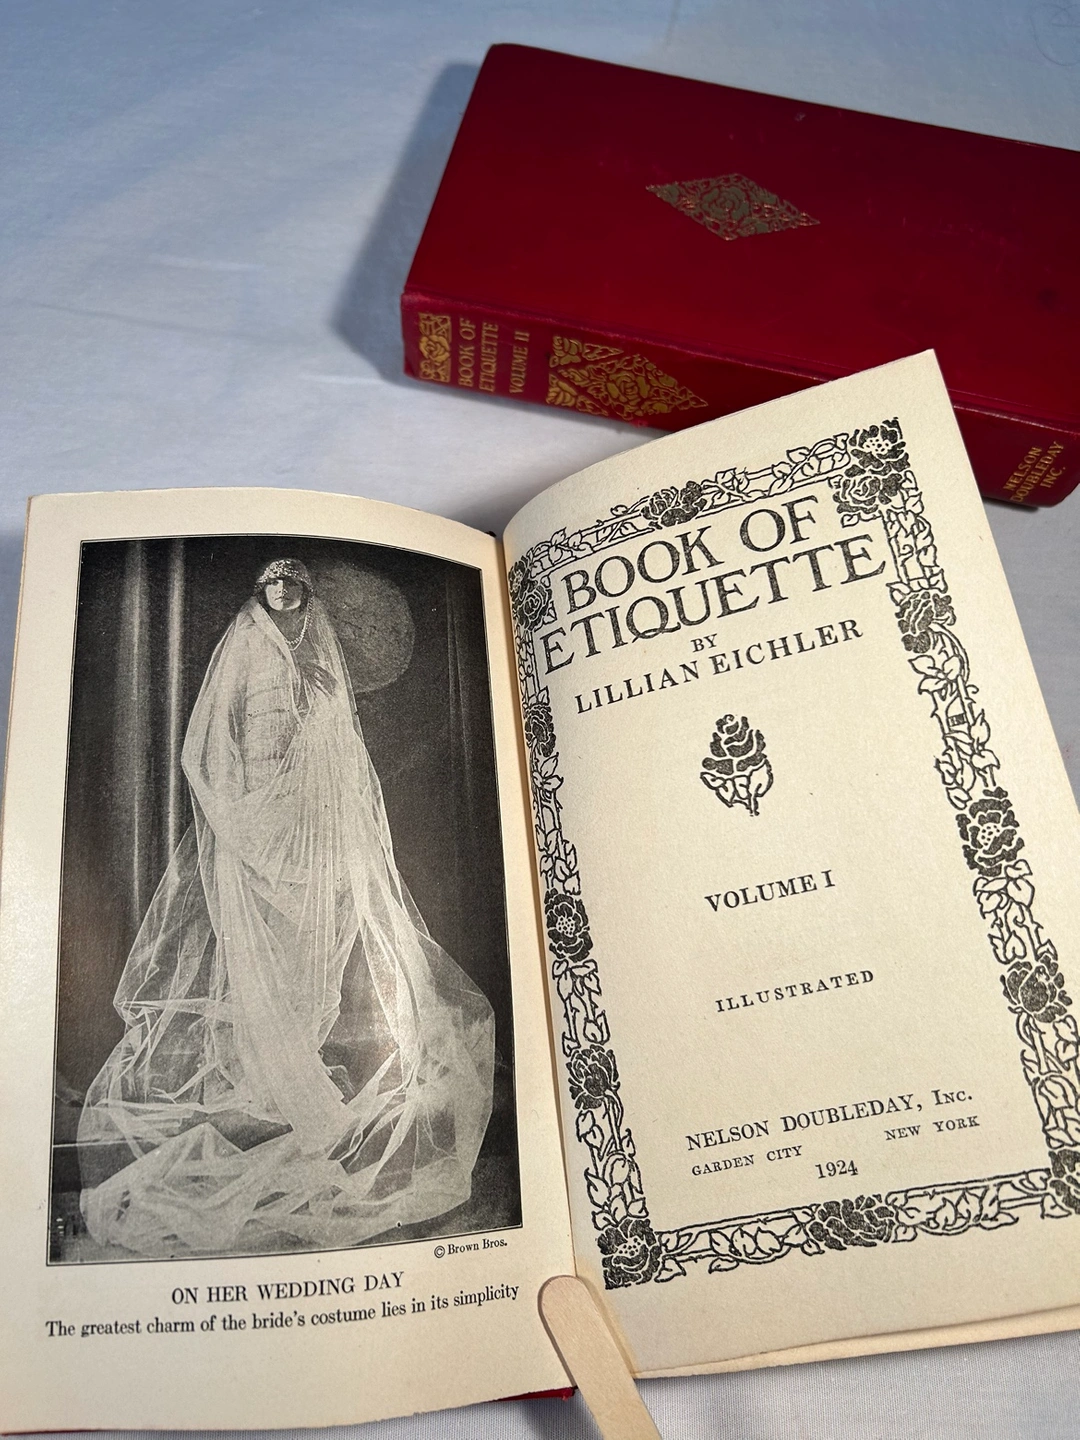 BOOK OF
ETIQUETTE
VOLUME II
NELSON
DOUBLEDAY
INC.
© Brown Bros.
ON HER WEDDING DAY
The greatest charm of the bride's costume lies in its simplicity
BOOK OF
ETIQUETTE
BY
LILLIAN EICHLER
VOLUME I
ILLUSTRATED
NELSON DOUBLEDAY, Inc.
GARDEN CITY NEW YORK
1924